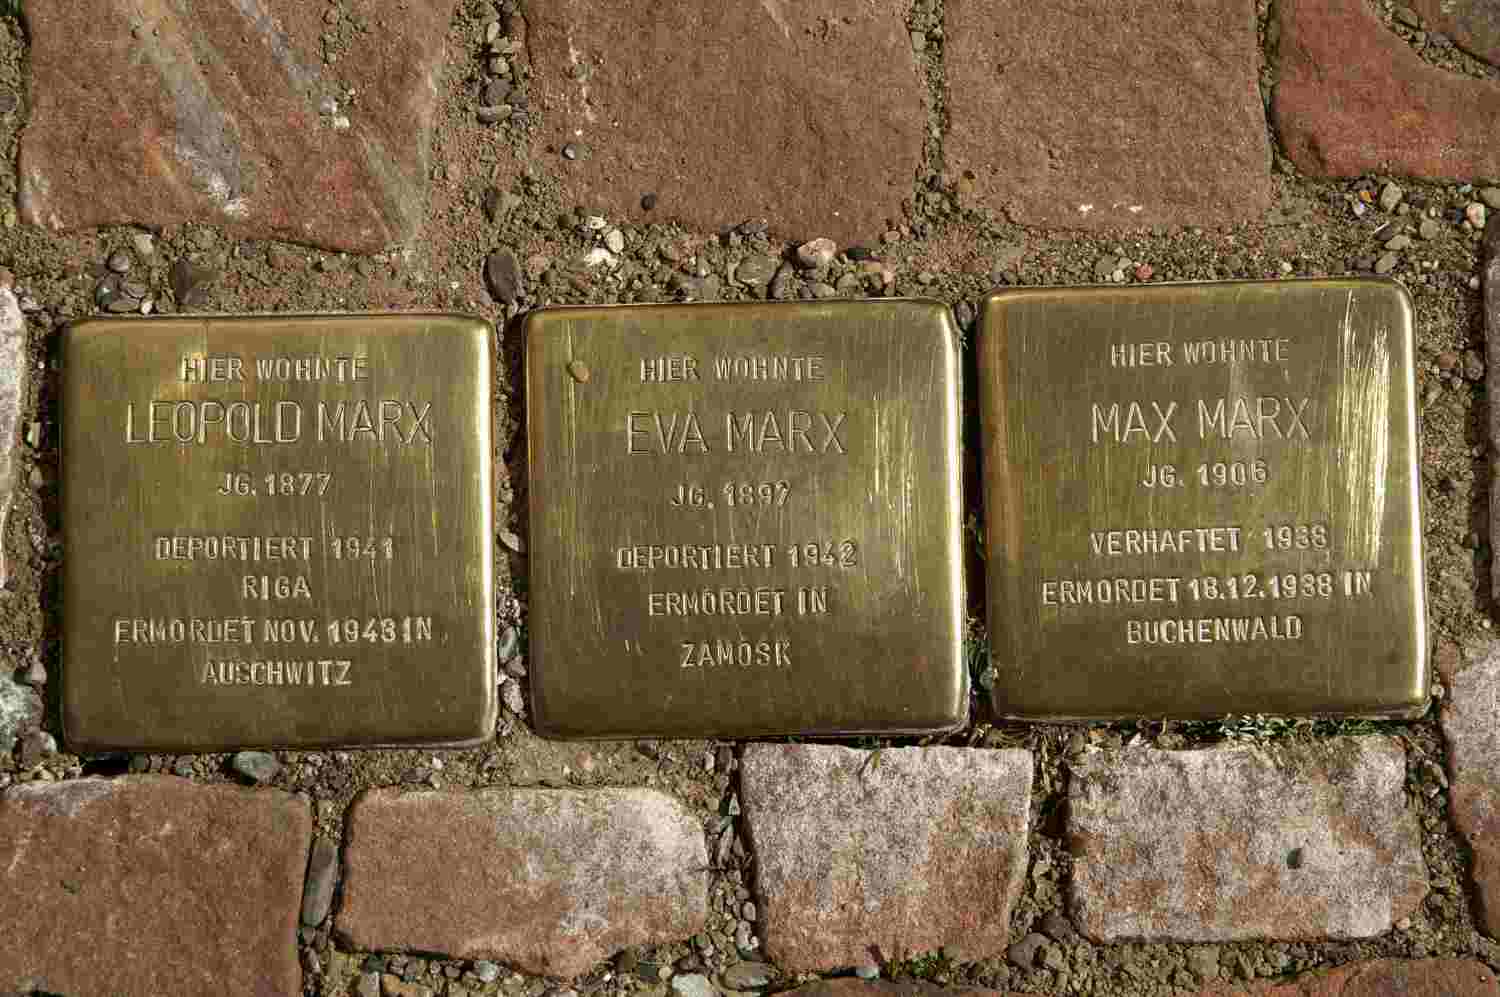 HIER WOHNTE
LEOPOLD MARX
JG. 1877
DEPORTIERT 1941
RIGA
ERMORDET NOV. 1943 IN
AUSCHWITZ
HIER WOHNTE
EVA MARX
JG. 1897
DEPORTIERT 1942
ERMORDET IN
ZAMOSK
HIER WOHNTE
MAX MARX
JG. 1906
VERHAFTET 1938
ERMORDET 18.12.1938 IN
BUCHENWALD